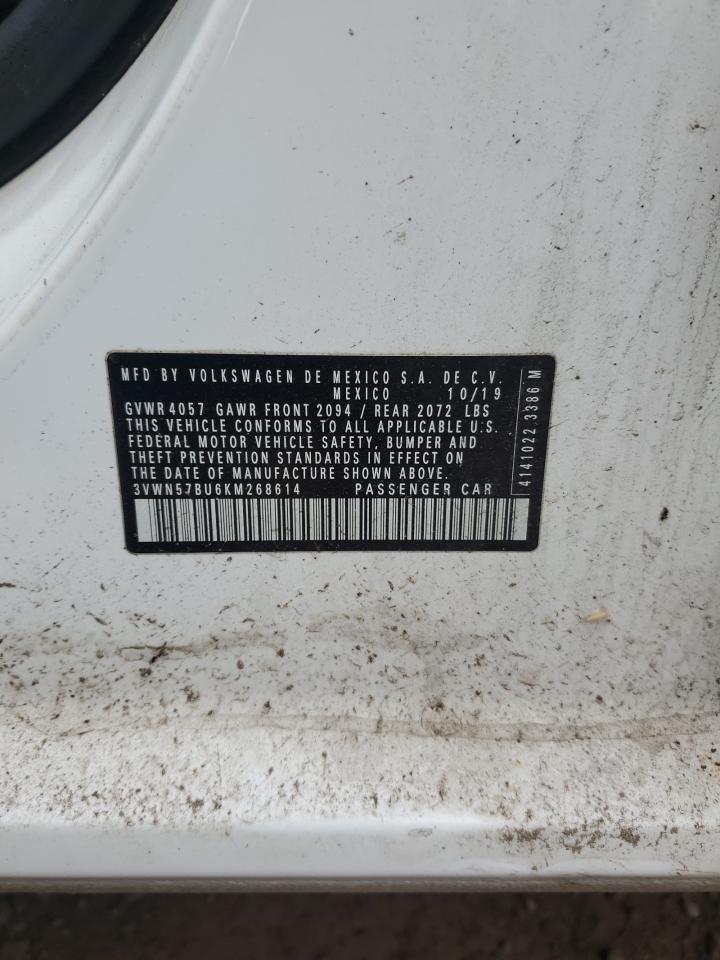 MFD BY VOLKSWAGEN DE MEXICO S.A. DE C.V.
MEXICO 10/19
GVWR 4057 GAWR FRONT 2094 / REAR 2072 LBS
THIS VEHICLE CONFORMS TO ALL APPLICABLE U.S.
FEDERAL MOTOR VEHICLE SAFETY, BUMPER AND
THEFT PREVENTION STANDARDS IN EFFECT ON
THE DATE OF MANUFACTURE SHOWN ABOVE.
3VWN57BU6KM268614 PASSENGER CAR
4141022.3386 M